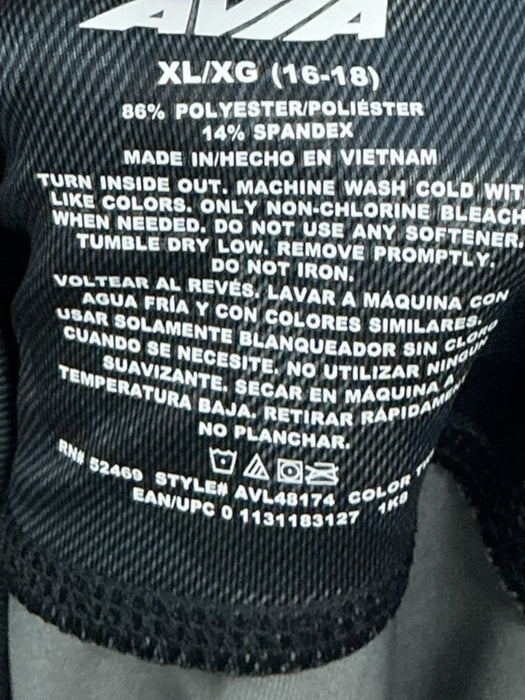 AVIA
XL/XG (16-18)
86% POLYESTER/POLIÉSTER
14% SPANDEX
MADE IN/HECHO EN VIETNAM
TURN INSIDE OUT. MACHINE WASH COLD WIT
LIKE COLORS. ONLY NON-CHLORINE BLEACH
WHEN NEEDED. DO NOT USE ANY SOFTENER.
TUMBLE DRY LOW. REMOVE PROMPTLY.
DO NOT IRON.
VOLTEAR AL REVÉS. LAVAR A MÁQUINA CON
AGUA FRÍA Y CON COLORES SIMILARES.
USAR SOLAMENTE BLANQUEADOR SIN CLORO
CUANDO SE NECESITE. NO UTILIZAR NINGUN
SUAVIZANTE. SECAR EN MÁQUINA A
TEMPERATURA BAJA. RETIRAR RÁPIDAME
NO PLANCHAR.
RN# 52469 STYLE# AVL48174 COLOR
EAN/UPC 0 1131183127 1K8